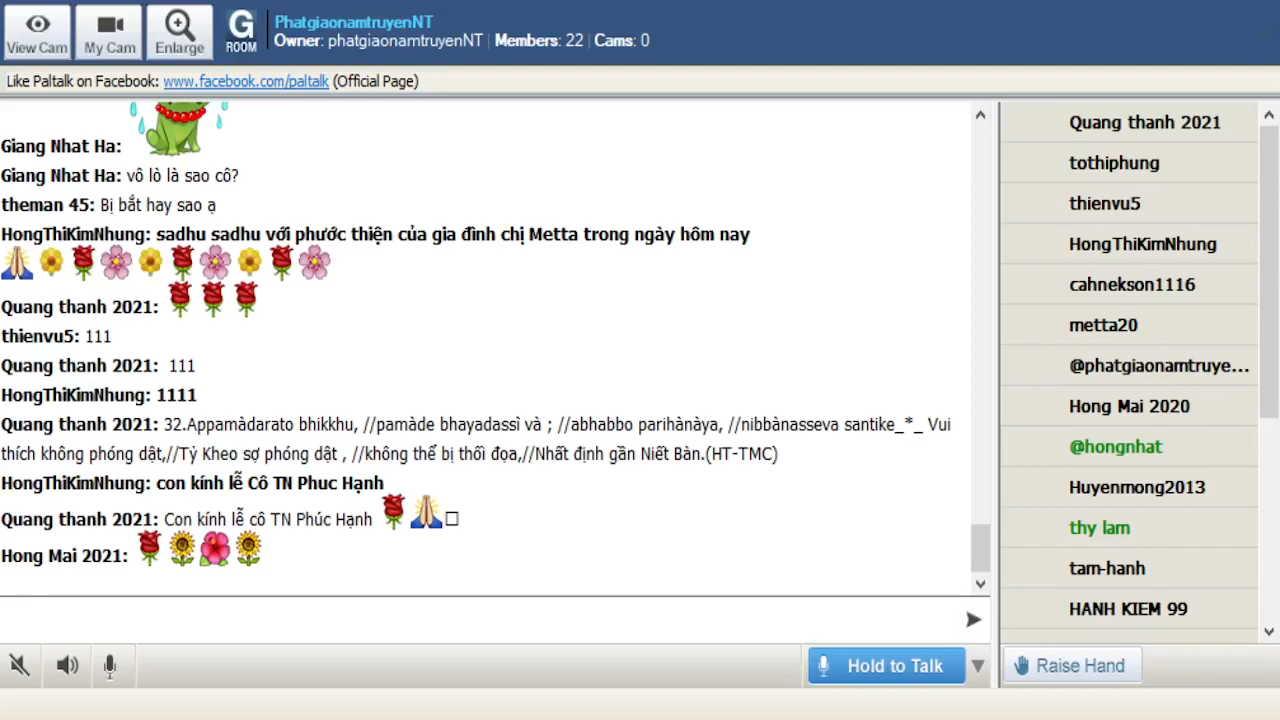 View Cam
My Cam
Enlarge
G
ROOM
PhatgiaonamtruyenNT
Owner: phatgiaonamtruyenNT | Members: 22 | Cams: 0
Like Paltalk on Facebook: www.facebook.com/paltalk (Official Page)
Giang Nhat Ha:
Giang Nhat Ha: vô lò là sao cô?
theman 45: Bị bắt hay sao ạ
HongThiKimNhung: sadhu sadhu với phước thiện của gia đình chị Metta trong ngày hôm nay
Quang thanh 2021:
thienvu5: 111
Quang thanh 2021: 111
HongThiKimNhung: 1111
Quang thanh 2021: 32.Appamàdarato bhikkhu, //pamàde bhayadassì và ; //abhabbo parihànàya, //nibbànasseva santike_*_ Vui
thích không phóng dật,//Tỷ Kheo sợ phóng dật , //không thể bị thối đọa,//Nhất định gần Niết Bàn.(HT-TMC)
HongThiKimNhung: con kính lễ Cô TN Phuc Hạnh
Quang thanh 2021: Con kính lễ cô TN Phúc Hạnh
Hong Mai 2021:
Hold to Talk
Quang thanh 2021
tothiphung
thienvu5
HongThiKimNhung
cahnekson1116
metta20
@phatgiaonamtruye...
Hong Mai 2020
@hongnhat
Huyenmong2013
thy lam
tam-hanh
HANH KIEM 99
Raise Hand